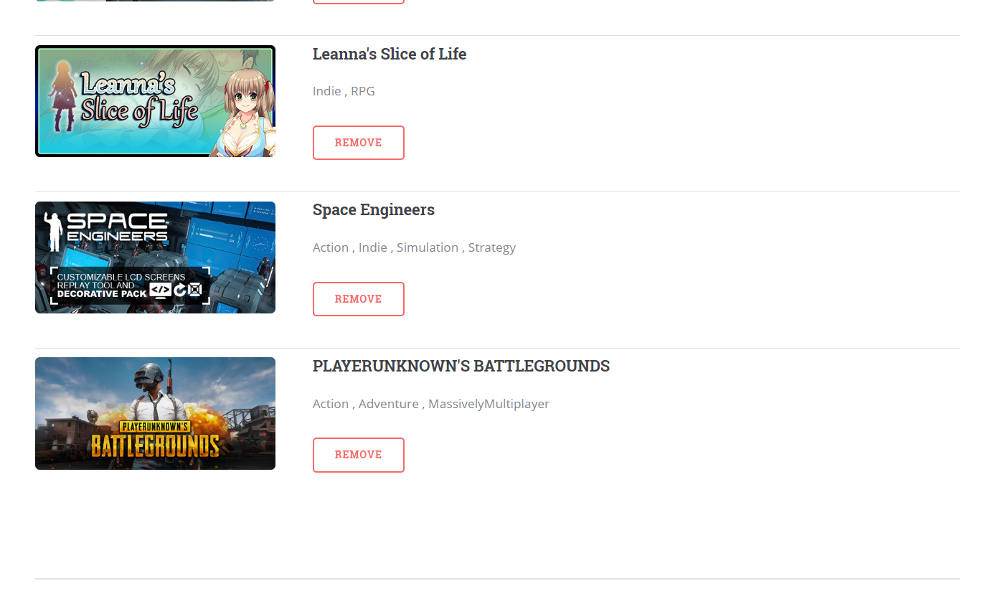 Leanna's
Slice of Life
Leanna's Slice of Life
Indie , RPG
REMOVE
SPACE
ENGINEERS
CUSTOMIZABLE LCD SCREENS
REPLAY TOOL AND
DECORATIVE PACK
Space Engineers
Action , Indie , Simulation , Strategy
REMOVE
PLAYERUNKNOWN'S
BATTLEGROUNDS
PLAYERUNKNOWN'S BATTLEGROUNDS
Action , Adventure , MassivelyMultiplayer
REMOVE